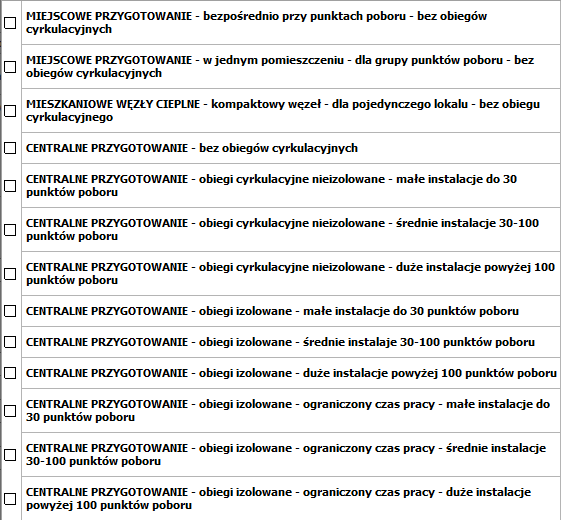 MIEJSCOWE PRZYGOTOWANIE - bezpośrednio przy punktach poboru - bez obiegów
cyrkulacyjnych
MIEJSCOWE PRZYGOTOWANIE - w jednym pomieszczeniu - dla grupy punktów poboru - bez
obiegów cyrkulacyjnych
MIESZKANIOWE WĘZŁY CIEPLNE - kompaktowy węzeł - dla pojedynczego lokalu - bez obiegu
cyrkulacyjnego
CENTRALNE PRZYGOTOWANIE - bez obiegów cyrkulacyjnych
CENTRALNE PRZYGOTOWANIE - obiegi cyrkulacyjne nieizolowane - małe instalacje do 30
punktów poboru
CENTRALNE PRZYGOTOWANIE - obiegi cyrkulacyjne nieizolowane - średnie instalacje 30-100
punktów poboru
CENTRALNE PRZYGOTOWANIE - obiegi cyrkulacyjne nieizolowane - duże instalacje powyżej 100
punktów poboru
CENTRALNE PRZYGOTOWANIE - obiegi izolowane - małe instalacje do 30 punktów poboru
CENTRALNE PRZYGOTOWANIE - obiegi izolowane - średnie instalaje 30-100 punktów poboru
CENTRALNE PRZYGOTOWANIE - obiegi izolowane - duże instalacje powyżej 100 punktów poboru
CENTRALNE PRZYGOTOWANIE - obiegi izolowane - ograniczony czas pracy - małe instalacje do
30 punktów poboru
CENTRALNE PRZYGOTOWANIE - obiegi izolowane - ograniczony czas pracy - średnie instalacje
30-100 punktów poboru
CENTRALNE PRZYGOTOWANIE - obiegi izolowane - ograniczony czas pracy - duże instalacje
powyżej 100 punktów poboru